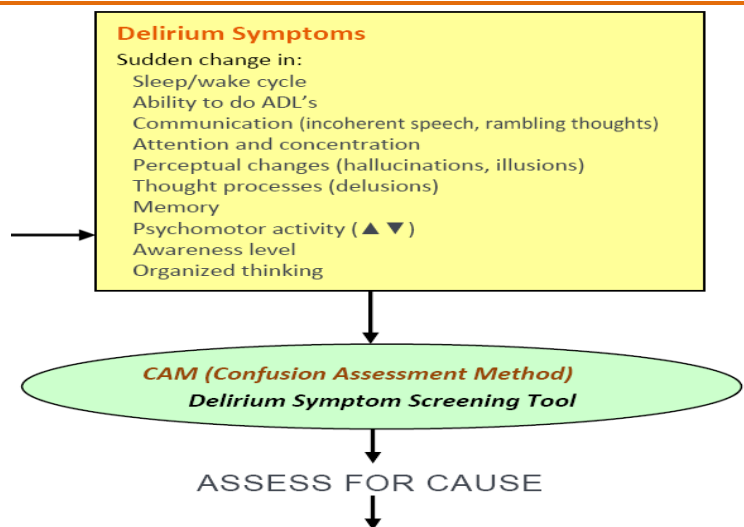 Delirium Symptoms
Sudden change in:
Sleep/wake cycle
Ability to do ADL's
Communication (incoherent speech, rambling thoughts)
Attention and concentration
Perceptual changes (hallucinations, illusions)
Thought processes (delusions)
Memory
Psychomotor activity (▲ ▼)
Awareness level
Organized thinking
CAM (Confusion Assessment Method)
Delirium Symptom Screening Tool
ASSESS FOR CAUSE